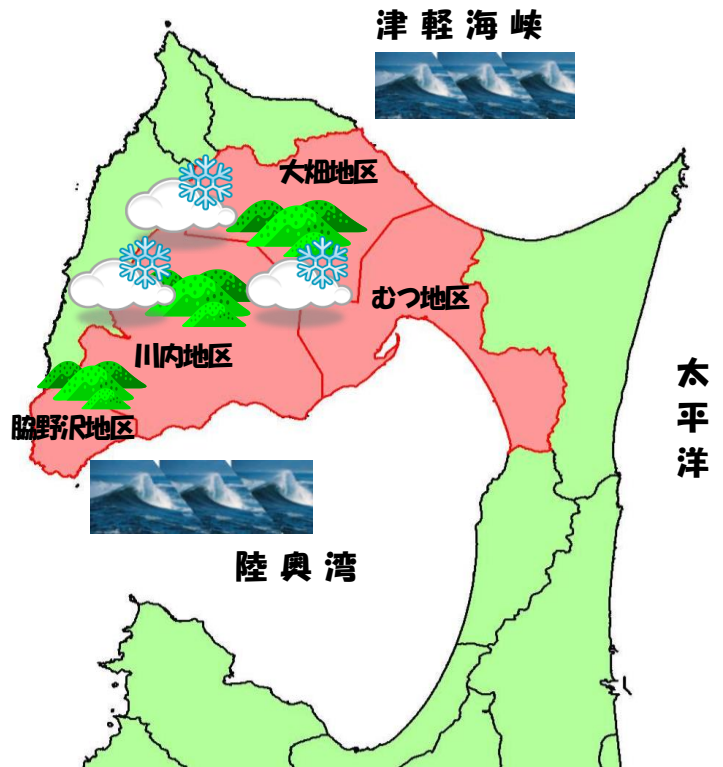 津軽海峡
大畑地区
むつ地区
川内地区
脇野沢地区
太平洋
陸奥湾